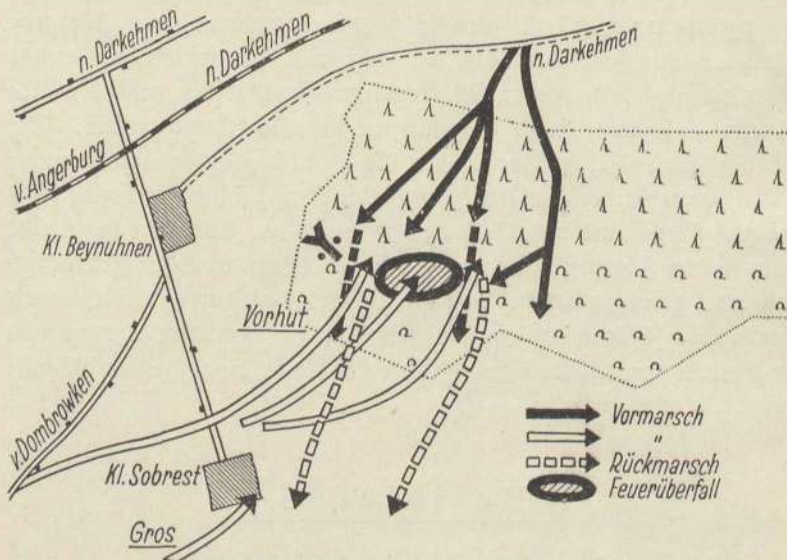 n. Darkehmen
n. Darkehmen
n. Darkehmen
v. Angerburg
Kl. Beynuhnen
Vorhut
v. Dombrowken
Kl. Sobrest
Gros
Vormarsch
"
Rückmarsch
Feuerüberfall